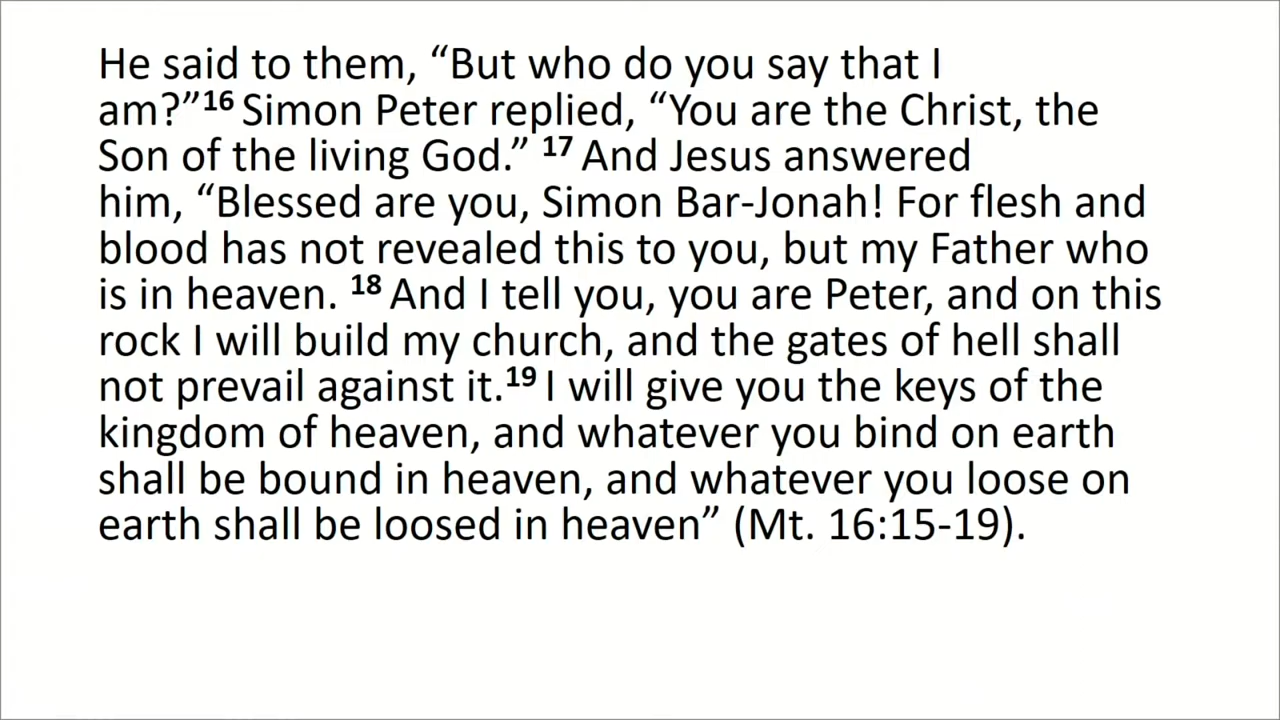 He said to them, “But who do you say that I
am?”16 Simon Peter replied, “You are the Christ, the
Son of the living God.” 17 And Jesus answered
him, “Blessed are you, Simon Bar-Jonah! For flesh and
blood has not revealed this to you, but my Father who
is in heaven. 18 And I tell you, you are Peter, and on this
rock I will build my church, and the gates of hell shall
not prevail against it.19 I will give you the keys of the
kingdom of heaven, and whatever you bind on earth
shall be bound in heaven, and whatever you loose on
earth shall be loosed in heaven” (Mt. 16:15-19).